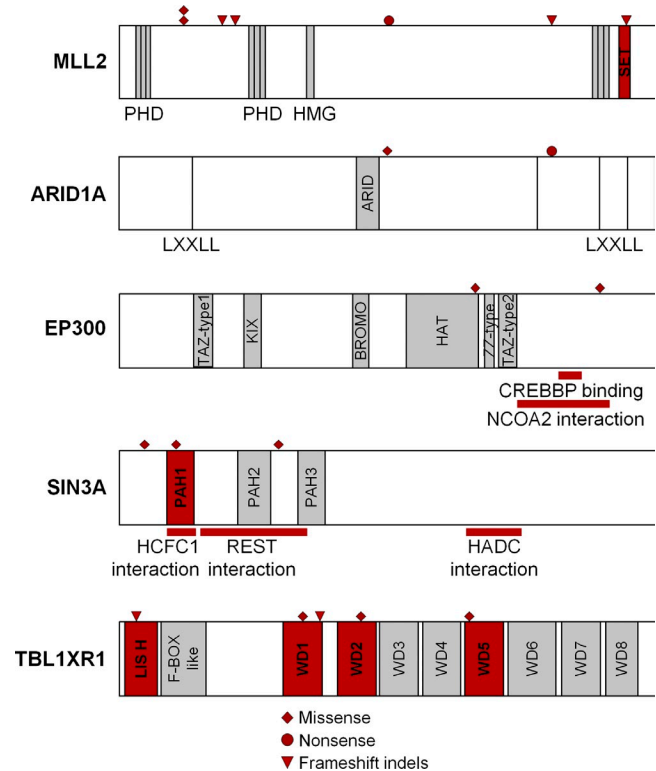 MLL2
SET
PHD PHD HMG
ARID1A
ARID
LXXLL LXXLL
EP300
TAZ-type1 KIX BROMO HAT ZZ-type TAZ-type2
CREBBP binding
NCOA2 interaction
SIN3A
PAH1 PAH2 PAH3
HCFC1 REST HADC
interaction interaction interaction
TBL1XR1
LIS H F-BOX like WD1 WD2 WD3 WD4 WD5 WD6 WD7 WD8
Missense
Nonsense
Frameshift indels